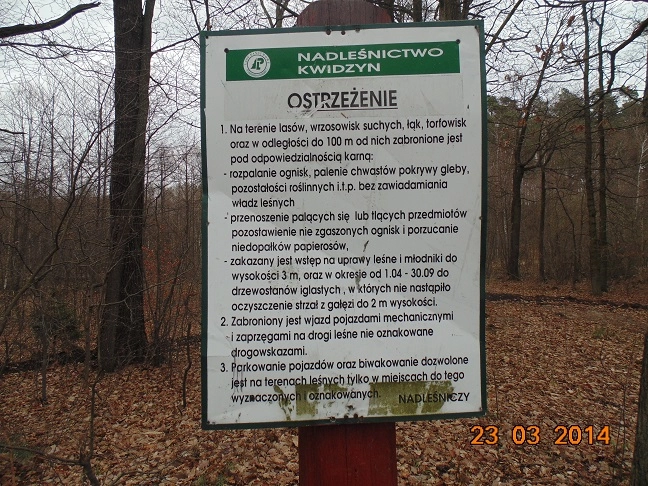 NADLEŚNICTWO
KWIDZYN
OSTRZEŻENIE
1. Na terenie lasów, wrzosowisk suchych, łąk, torfowisk
oraz w odległości do 100 m od nich zabronione jest
pod odpowiedzialnością karną:
- rozpalanie ognisk, palenie chwastów pokrywy gleby,
pozostałości roślinnych i.t.p. bez zawiadamiania
władz leśnych
- przenoszenie palących się lub tlących przedmiotów
pozostawienie nie zgaszonych ognisk i porzucanie
niedopałków papierosów,
- zakazany jest wstęp na uprawy leśne i młodniki do
wysokości 3 m, oraz w okresie od 1.04 - 30.09 do
drzewostanów iglastych , w których nie nastąpiło
oczyszczenie strzał z gałęzi do 2 m wysokości.
2. Zabroniony jest wjazd pojazdami mechanicznymi
i zaprzęgami na drogi leśne nie oznakowane
drogowskazami.
3. Parkowanie pojazdów oraz biwakowanie dozwolone
jest na terenach leśnych tylko w miejscach do tego
wyznaczonych i oznakowanych.
NADLEŚNICZY
23 03 2014